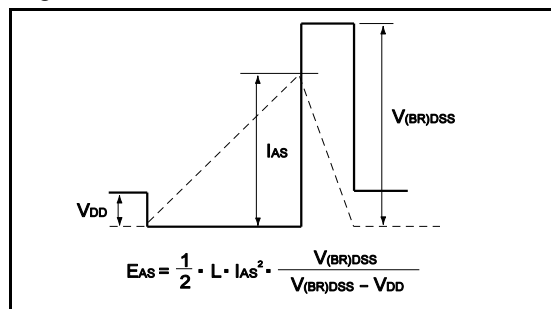 V(BR)DSS
IAS
VDD
EAS = 1/2 · L · IAS² · V(BR)DSS / (V(BR)DSS – VDD)